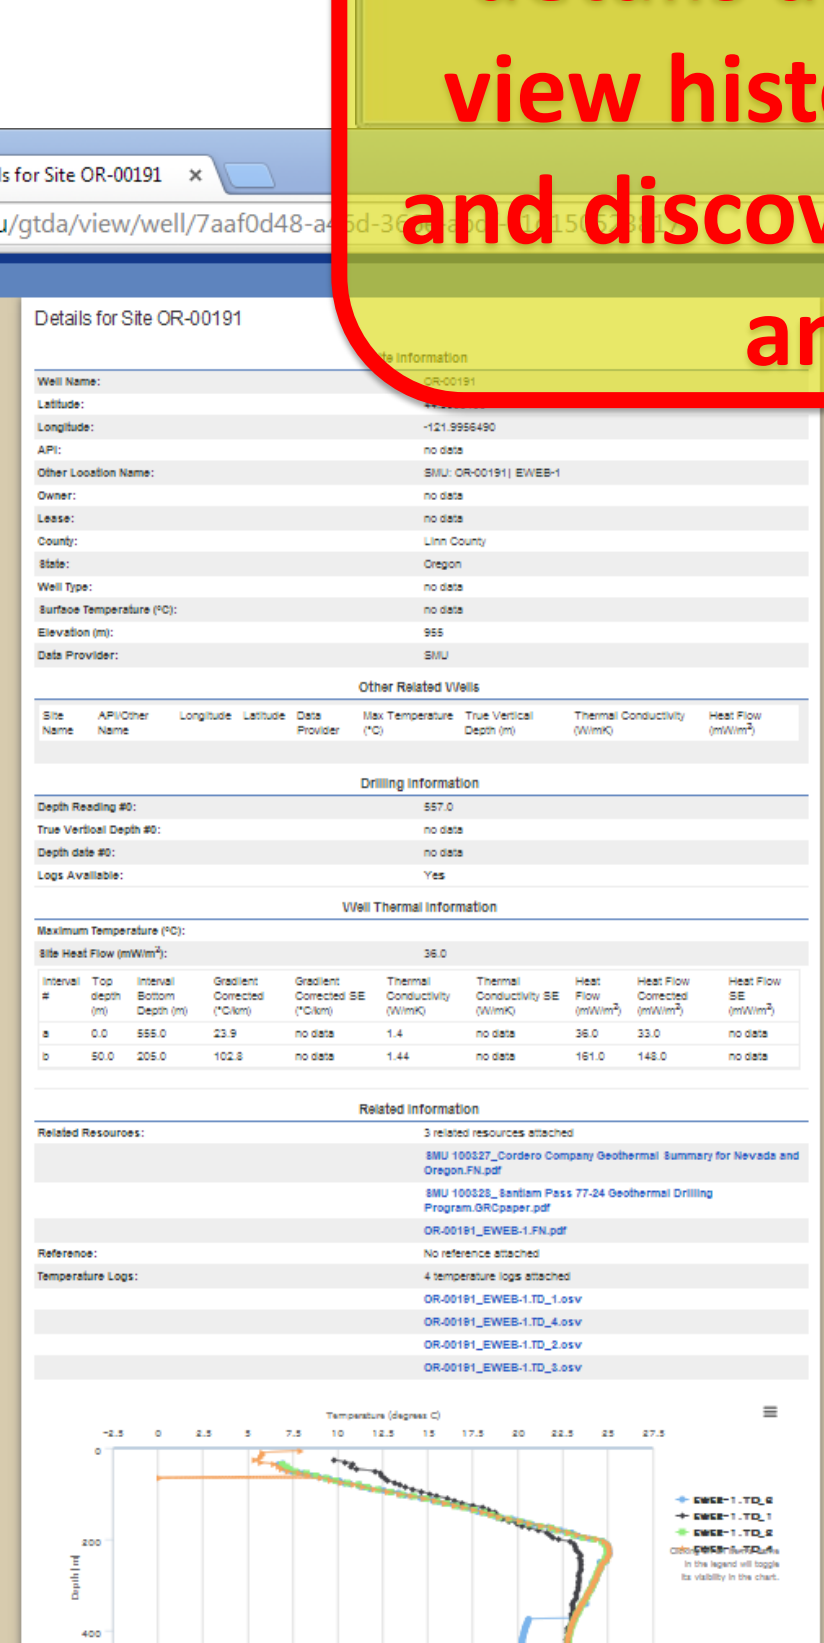 view hist
and discov
an
ls for Site OR-00191 ×
u/gtda/view/well/7aaf0d48-a
Details for Site OR-00191
Site Information
Well Name: OR-00191
Latitude:
Longitude: -121.9956490
API: no data
Other Location Name: SMU: OR-00191| EWEB-1
Owner: no data
Lease: no data
County: Linn County
State: Oregon
Well Type: no data
Surface Temperature (°C): no data
Elevation (m): 955
Data Provider: SMU
Other Related Wells
Site Name API/Other Name Longitude Latitude Data Provider Max Temperature (°C) True Vertical Depth (m) Thermal Conductivity (W/mK) Heat Flow (mW/m²)
Drilling Information
Depth Reading #0: 557.0
True Vertical Depth #0: no data
Depth date #0: no data
Logs Available: Yes
Well Thermal Information
Maximum Temperature (°C):
Site Heat Flow (mW/m²): 36.0
Interval # Top depth (m) Interval Bottom Depth (m) Gradient Corrected (°C/km) Gradient Corrected SE (°C/km) Thermal Conductivity (W/mK) Thermal Conductivity SE (W/mK) Heat Flow (mW/m²) Heat Flow Corrected (mW/m²) Heat Flow SE (mW/m²)
a 0.0 555.0 23.9 no data 1.4 no data 36.0 33.0 no data
b 50.0 205.0 102.8 no data 1.44 no data 161.0 148.0 no data
Related Information
Related Resources: 3 related resources attached
SMU 100327_Cordero Company Geothermal Summary for Nevada and
Oregon.FN.pdf
SMU 100328_Santiam Pass 77-24 Geothermal Drilling
Program.GRCpaper.pdf
OR-00191_EWEB-1.FN.pdf
Reference: No reference attached
Temperature Logs: 4 temperature logs attached
OR-00191_EWEB-1.TD_1.csv
OR-00191_EWEB-1.TD_4.csv
OR-00191_EWEB-1.TD_2.csv
OR-00191_EWEB-1.TD_3.csv
Temperature (degrees C)
-2.5 0 2.5 5 7.5 10 12.5 15 17.5 20 22.5 25 27.5
0
200
400
Depth [m]
EWEB-1.TD_1
EWEB-1.TD_4
in the legend will toggle
its visibility in the chart.